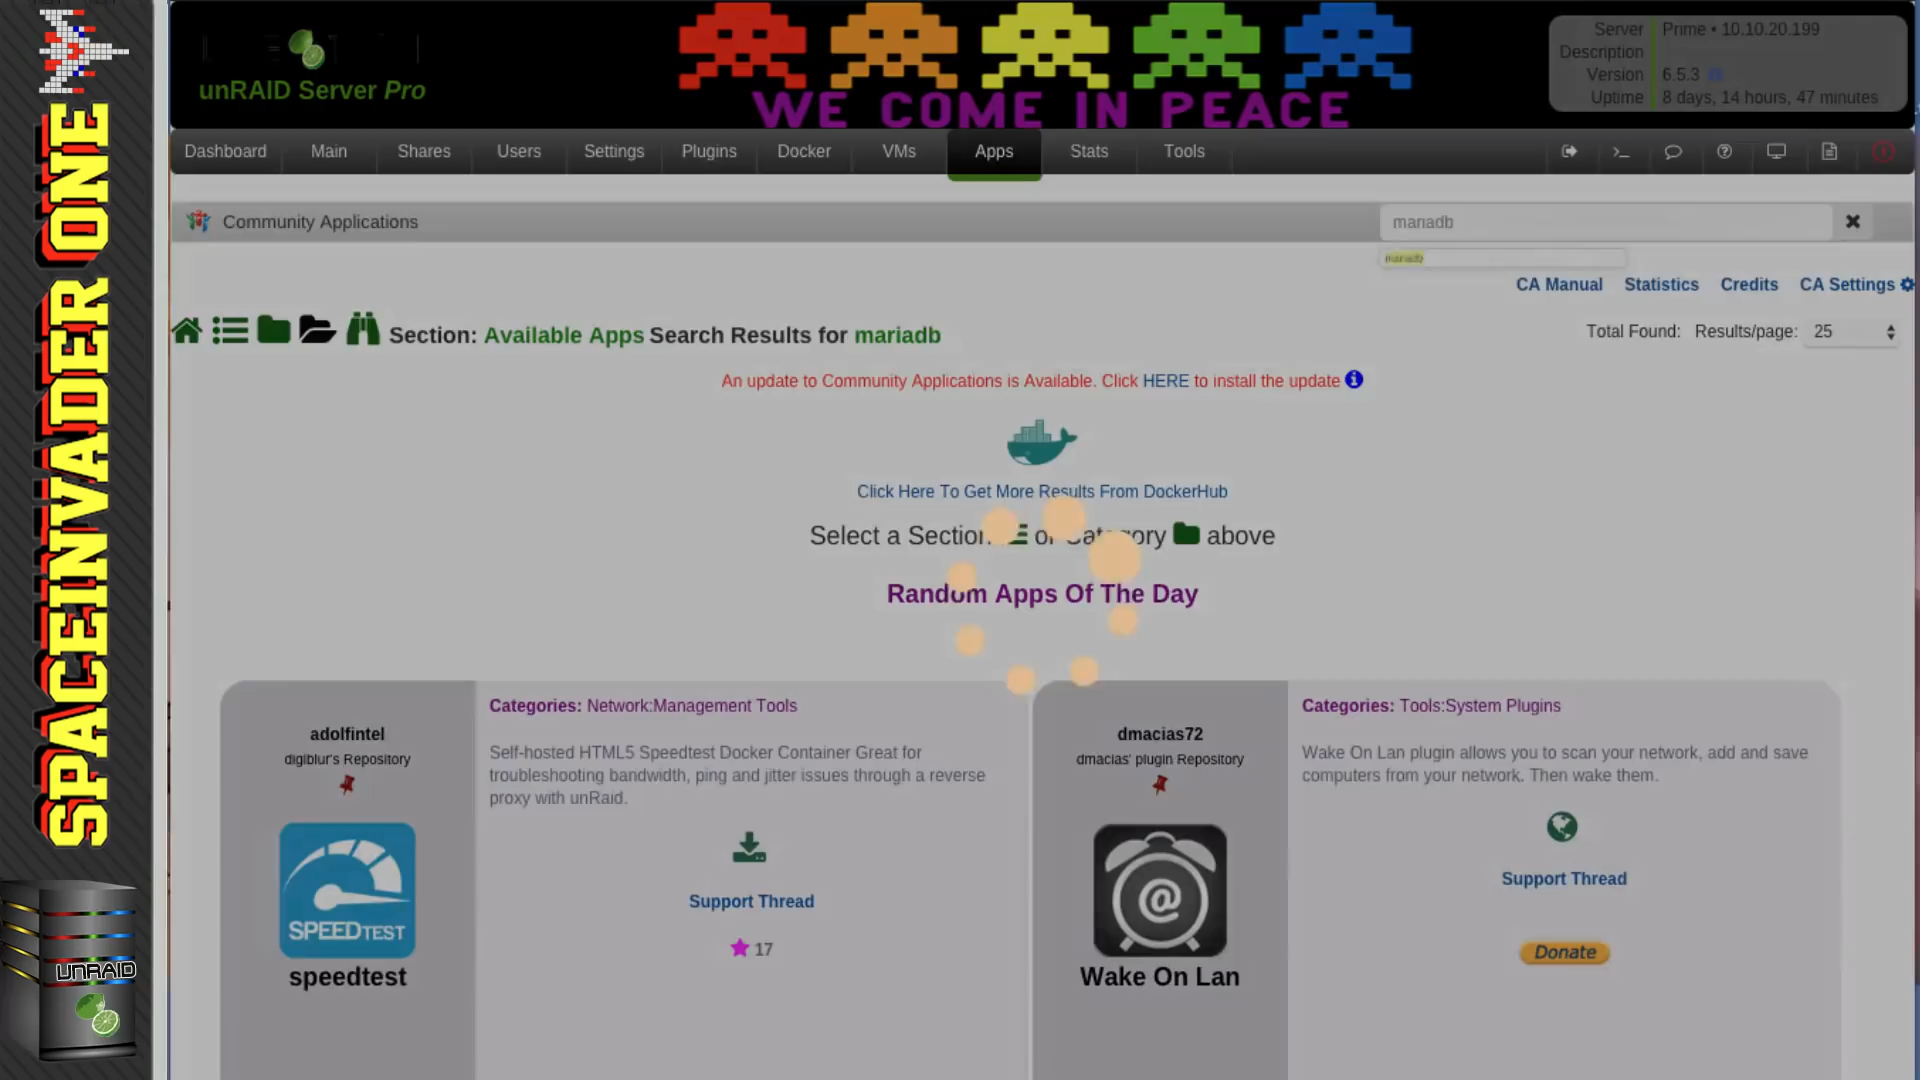 SPACEINVADER ONE
UNRAID
unRAID Server Pro
WE COME IN PEACE
Server Prime • 10.10.20.199
Description
Version 6.5.3
Uptime 8 days, 14 hours, 47 minutes
Dashboard Main Shares Users Settings Plugins Docker VMs Apps Stats Tools
Community Applications
mariadb
mariadb
CA Manual Statistics Credits CA Settings
Section: Available Apps Search Results for mariadb
Total Found: Results/page: 25
An update to Community Applications is Available. Click HERE to install the update
Click Here To Get More Results From DockerHub
Select a Section or Category above
Random Apps Of The Day
adolfintel
digiblur's Repository
SPEEDTEST
speedtest
Categories: Network:Management Tools
Self-hosted HTML5 Speedtest Docker Container Great for
troubleshooting bandwidth, ping and jitter issues through a reverse
proxy with unRaid.
Support Thread
17
dmacias72
dmacias' plugin Repository
@
Wake On Lan
Categories: Tools:System Plugins
Wake On Lan plugin allows you to scan your network, add and save
computers from your network. Then wake them.
Support Thread
Donate